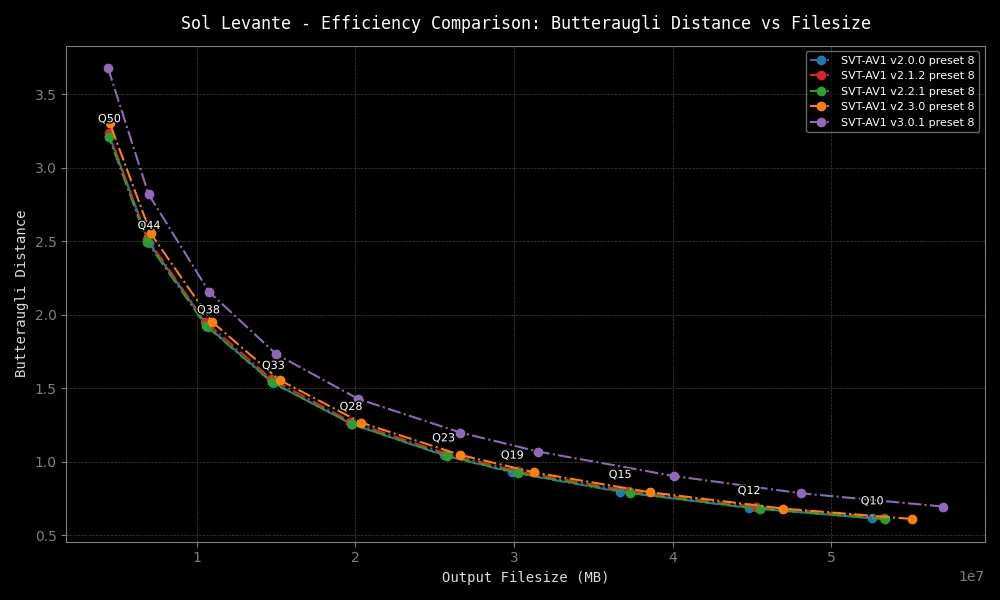 Sol Levante - Efficiency Comparison: Butteraugli Distance vs Filesize
SVT-AV1 v2.0.0 preset 8
SVT-AV1 v2.1.2 preset 8
SVT-AV1 v2.2.1 preset 8
SVT-AV1 v2.3.0 preset 8
SVT-AV1 v3.0.1 preset 8
3.5
3.0
2.5
2.0
1.5
1.0
0.5
Butteraugli Distance
Q50
Q44
Q38
Q33
Q28
Q23
Q19
Q15
Q12
Q10
1 2 3 4 5
1e7
Output Filesize (MB)